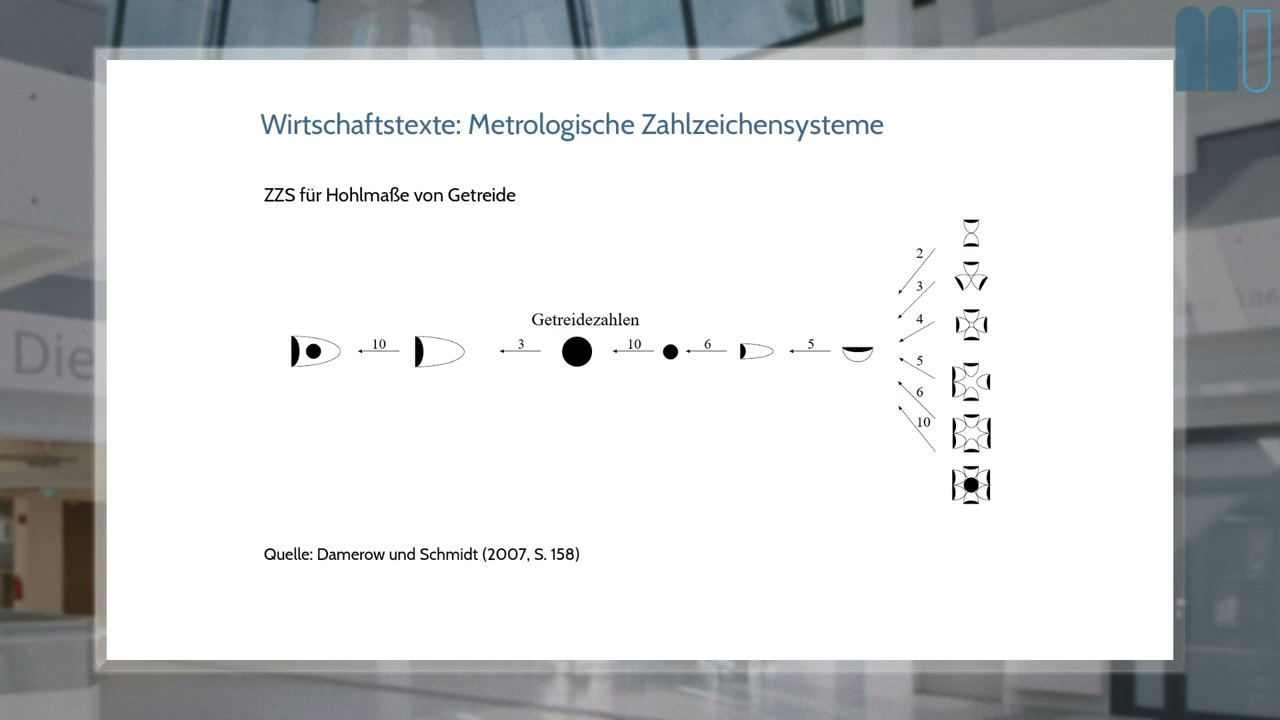 Wirtschaftstexte: Metrologische Zahlzeichensysteme
ZZS für Hohlmaße von Getreide
Getreidezahlen
10 3 10 6 5
2
3
4
5
6
10
Quelle: Damerow und Schmidt (2007, S. 158)
Die